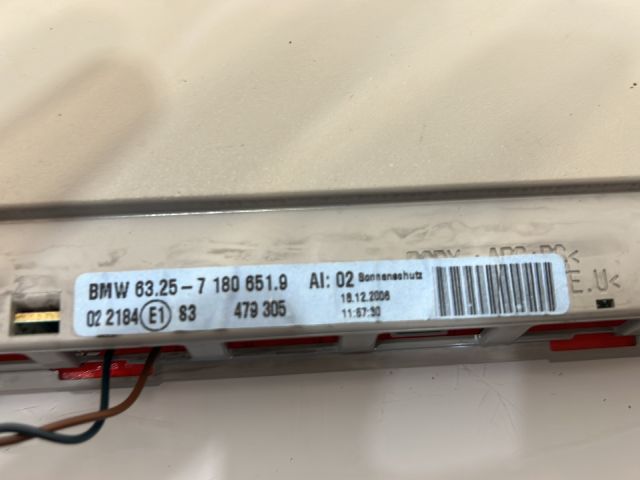 BMW 63.25-7 180 651.9 AI: 02 Sonnenschutz
02 2184 E1 83 479 305 18.12.2006
11:57:30
E.U<